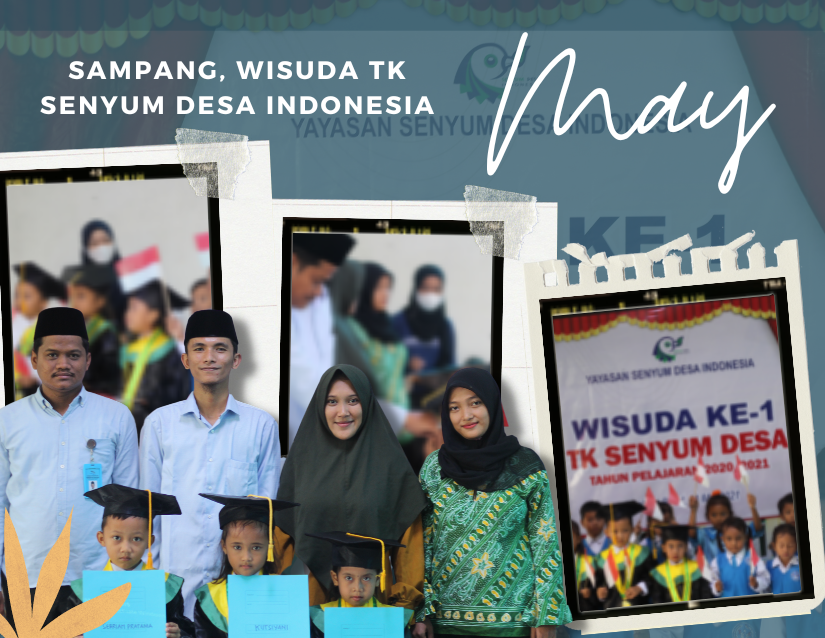 SAMPANG, WISUDA TK
SENYUM DESA INDONESIA
May
YAYASAN SENYUM DESA INDONESIA
KE-1
YAYASAN SENYUM DESA INDONESIA
WISUDA KE-1
TK SENYUM DESA
TAHUN PELAJARAN 2020/2021